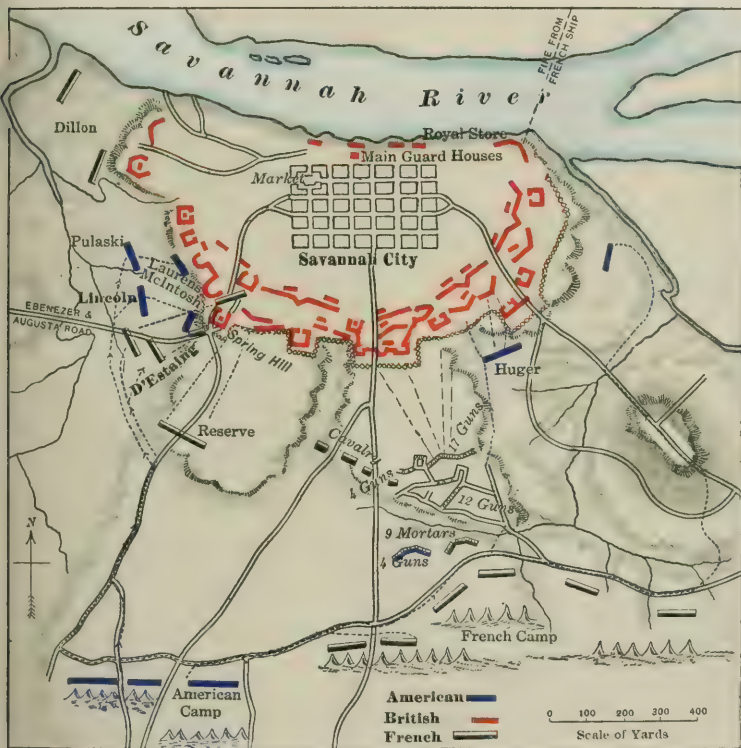 Savannah River
FIRE FROM
FRENCH SHIP
Dillon
Royal Store
Main Guard Houses
Market
Savannah City
Pulaski
Laurens
McIntosh
Lincoln
EBENEZER &
AUGUSTA ROAD
Spring Hill
D'Estaing
Huger
Reserve
Cavalry
17 Guns
4 Guns
12 Guns
9 Mortars
4 Guns
N
French Camp
American
Camp
American
British
French
0 100 200 300 400
Scale of Yards